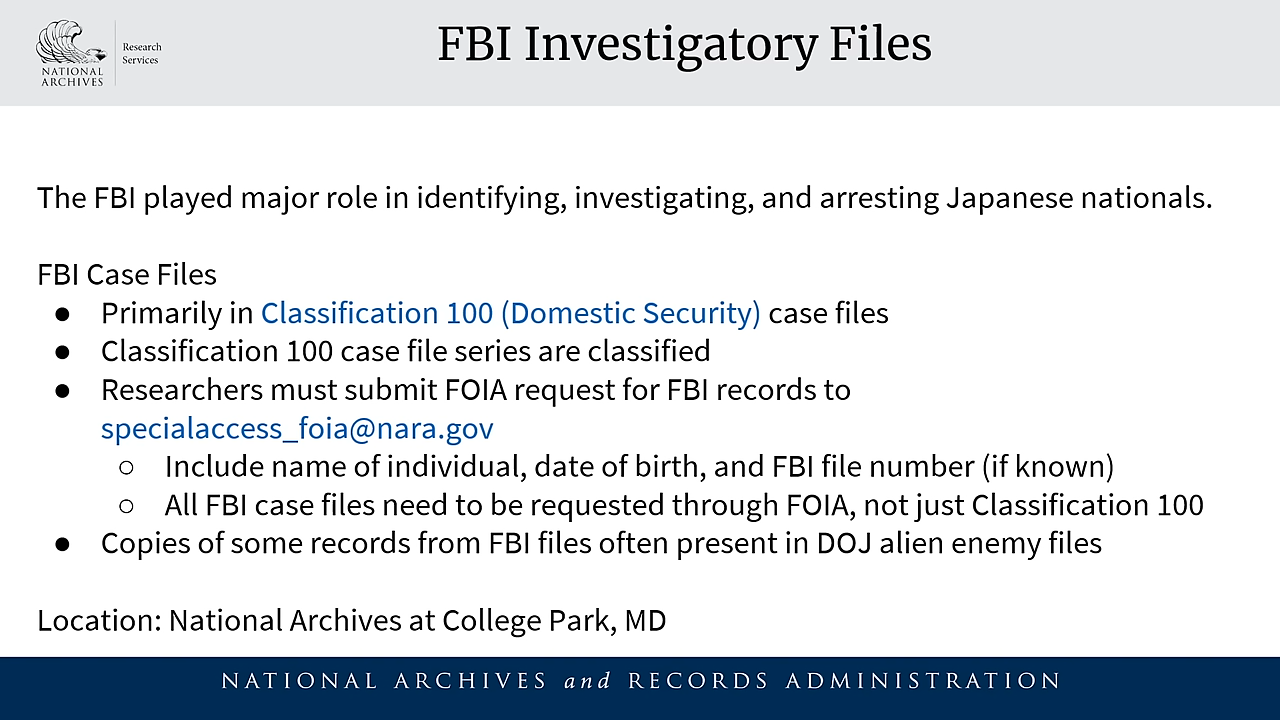 NATIONAL
ARCHIVES
Research
Services
FBI Investigatory Files
The FBI played major role in identifying, investigating, and arresting Japanese nationals.
FBI Case Files
● Primarily in Classification 100 (Domestic Security) case files
● Classification 100 case file series are classified
● Researchers must submit FOIA request for FBI records to
specialaccess_foia@nara.gov
○ Include name of individual, date of birth, and FBI file number (if known)
○ All FBI case files need to be requested through FOIA, not just Classification 100
● Copies of some records from FBI files often present in DOJ alien enemy files
Location: National Archives at College Park, MD
NATIONAL ARCHIVES and RECORDS ADMINISTRATION